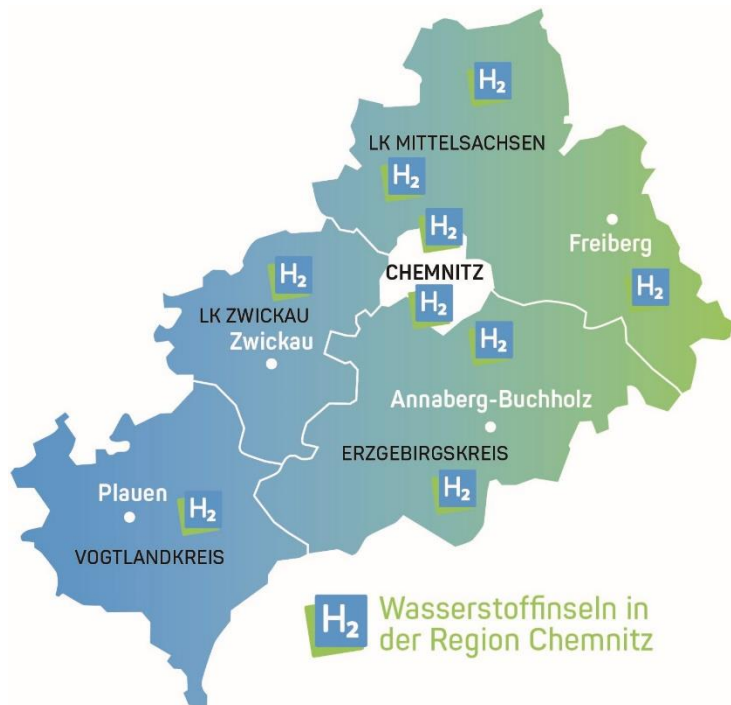 H₂
LK MITTELSACHSEN
H₂
H₂
Freiberg
CHEMNITZ
H₂
H₂
H₂
LK ZWICKAU
Zwickau
H₂
Annaberg-Buchholz
ERZGEBIRGSKREIS
H₂
Plauen
H₂
VOGTLANDKREIS
H₂
Wasserstoffinseln in
der Region Chemnitz